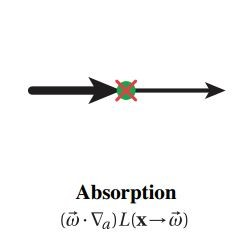 Absorption
(ω⃗ · ∇ₐ)L(x→ω⃗)